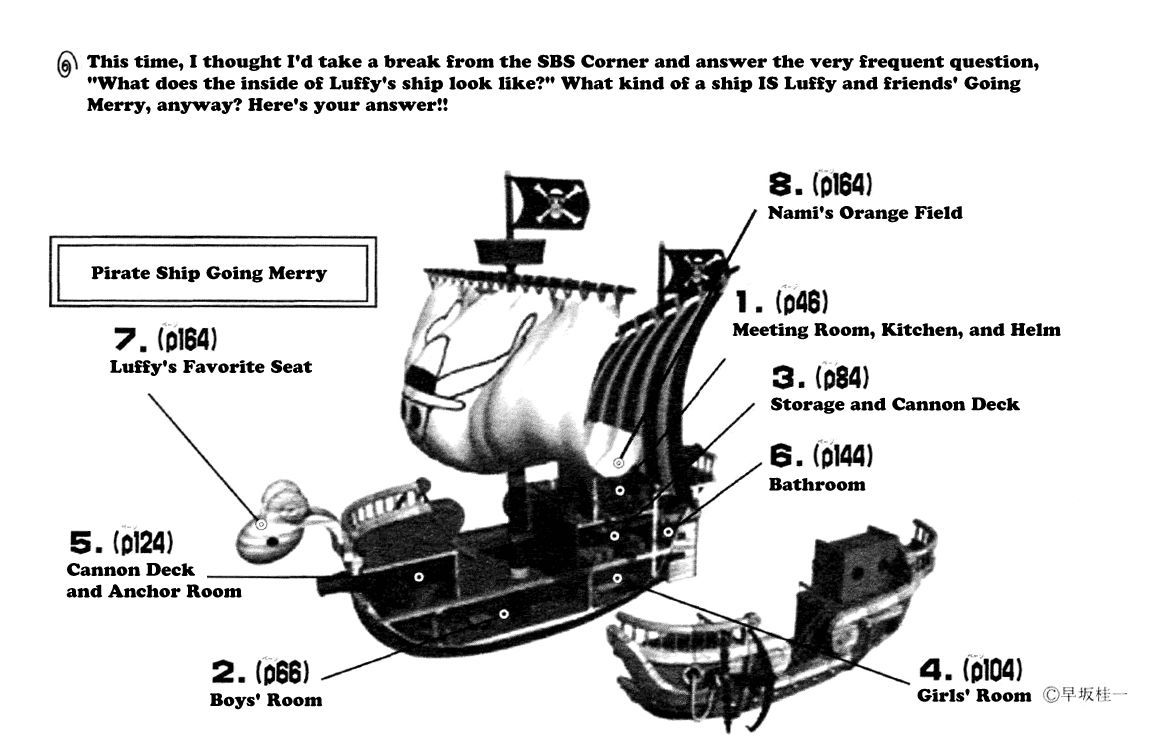 This time, I thought I'd take a break from the SBS Corner and answer the very frequent question,
"What does the inside of Luffy's ship look like?" What kind of a ship IS Luffy and friends' Going
Merry, anyway? Here's your answer!!
8. (p164)
Nami's Orange Field
Pirate Ship Going Merry
1. (p46)
Meeting Room, Kitchen, and Helm
7. (p164)
Luffy's Favorite Seat
3. (p84)
Storage and Cannon Deck
6. (p144)
Bathroom
5. (p124)
Cannon Deck
and Anchor Room
2. (p66)
Boys' Room
4. (p104)
Girls' Room
©早坂桂一